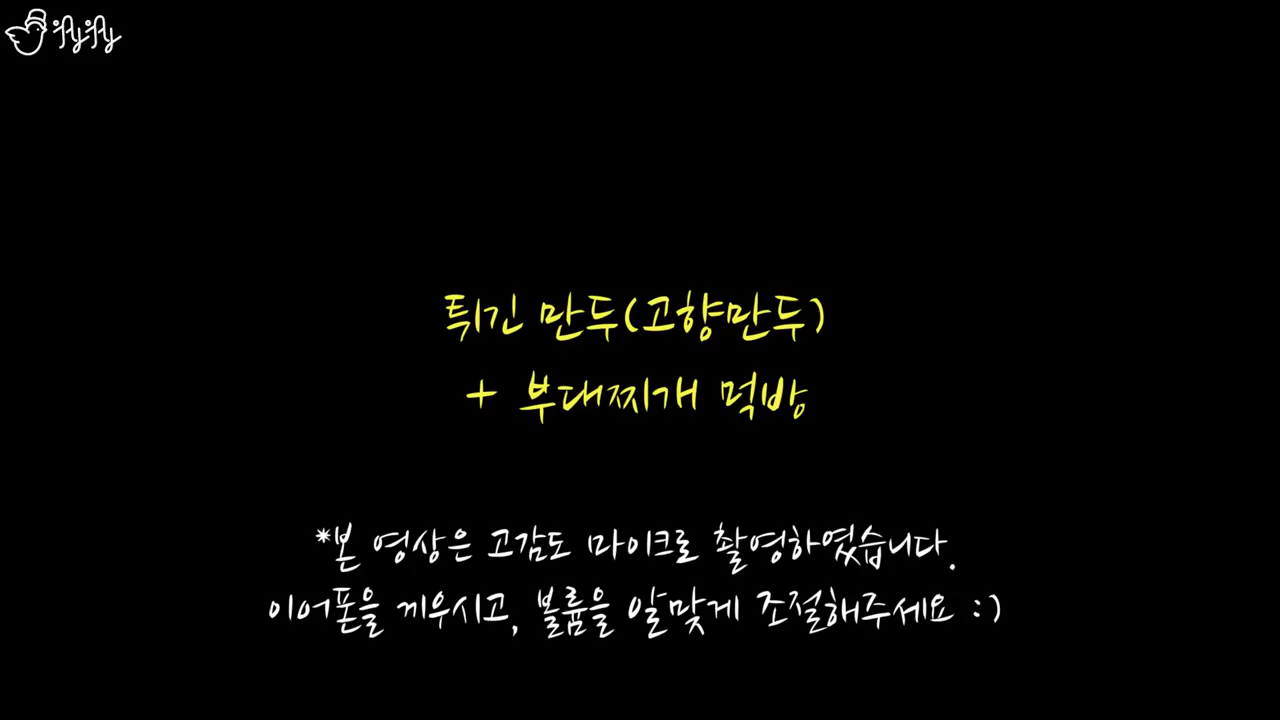 튀긴 만두(고향만두)
+ 부대찌개 먹방
*본 영상은 고감도 마이크로 촬영하였습니다.
이어폰을 께우시고, 볼륨을 알맞게 조절해주세요 :)